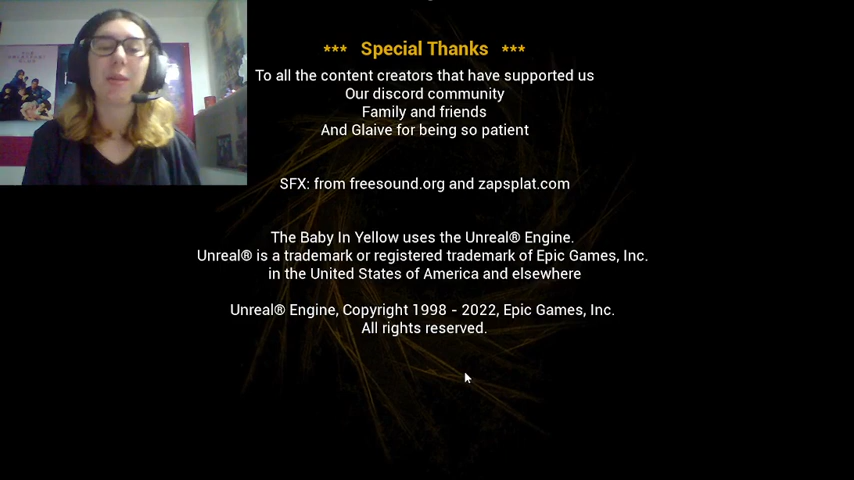 *** Special Thanks ***
To all the content creators that have supported us
Our discord community
Family and friends
And Glaive for being so patient
SFX: from freesound.org and zapsplat.com
The Baby In Yellow uses the Unreal® Engine.
Unreal® is a trademark or registered trademark of Epic Games, Inc.
in the United States of America and elsewhere
Unreal® Engine, Copyright 1998 - 2022, Epic Games, Inc.
All rights reserved.